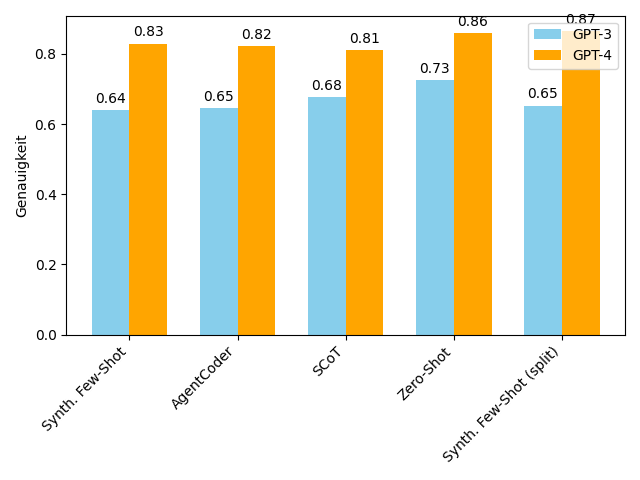 0.87
0.86
0.83
0.82
0.81
0.73
0.68
0.65
0.65
0.64
GPT-3
GPT-4
Genauigkeit
0.8
0.6
0.4
0.2
0.0
Synth. Few-Shot
AgentCoder
SCoT
Zero-Shot
Synth. Few-Shot (split)